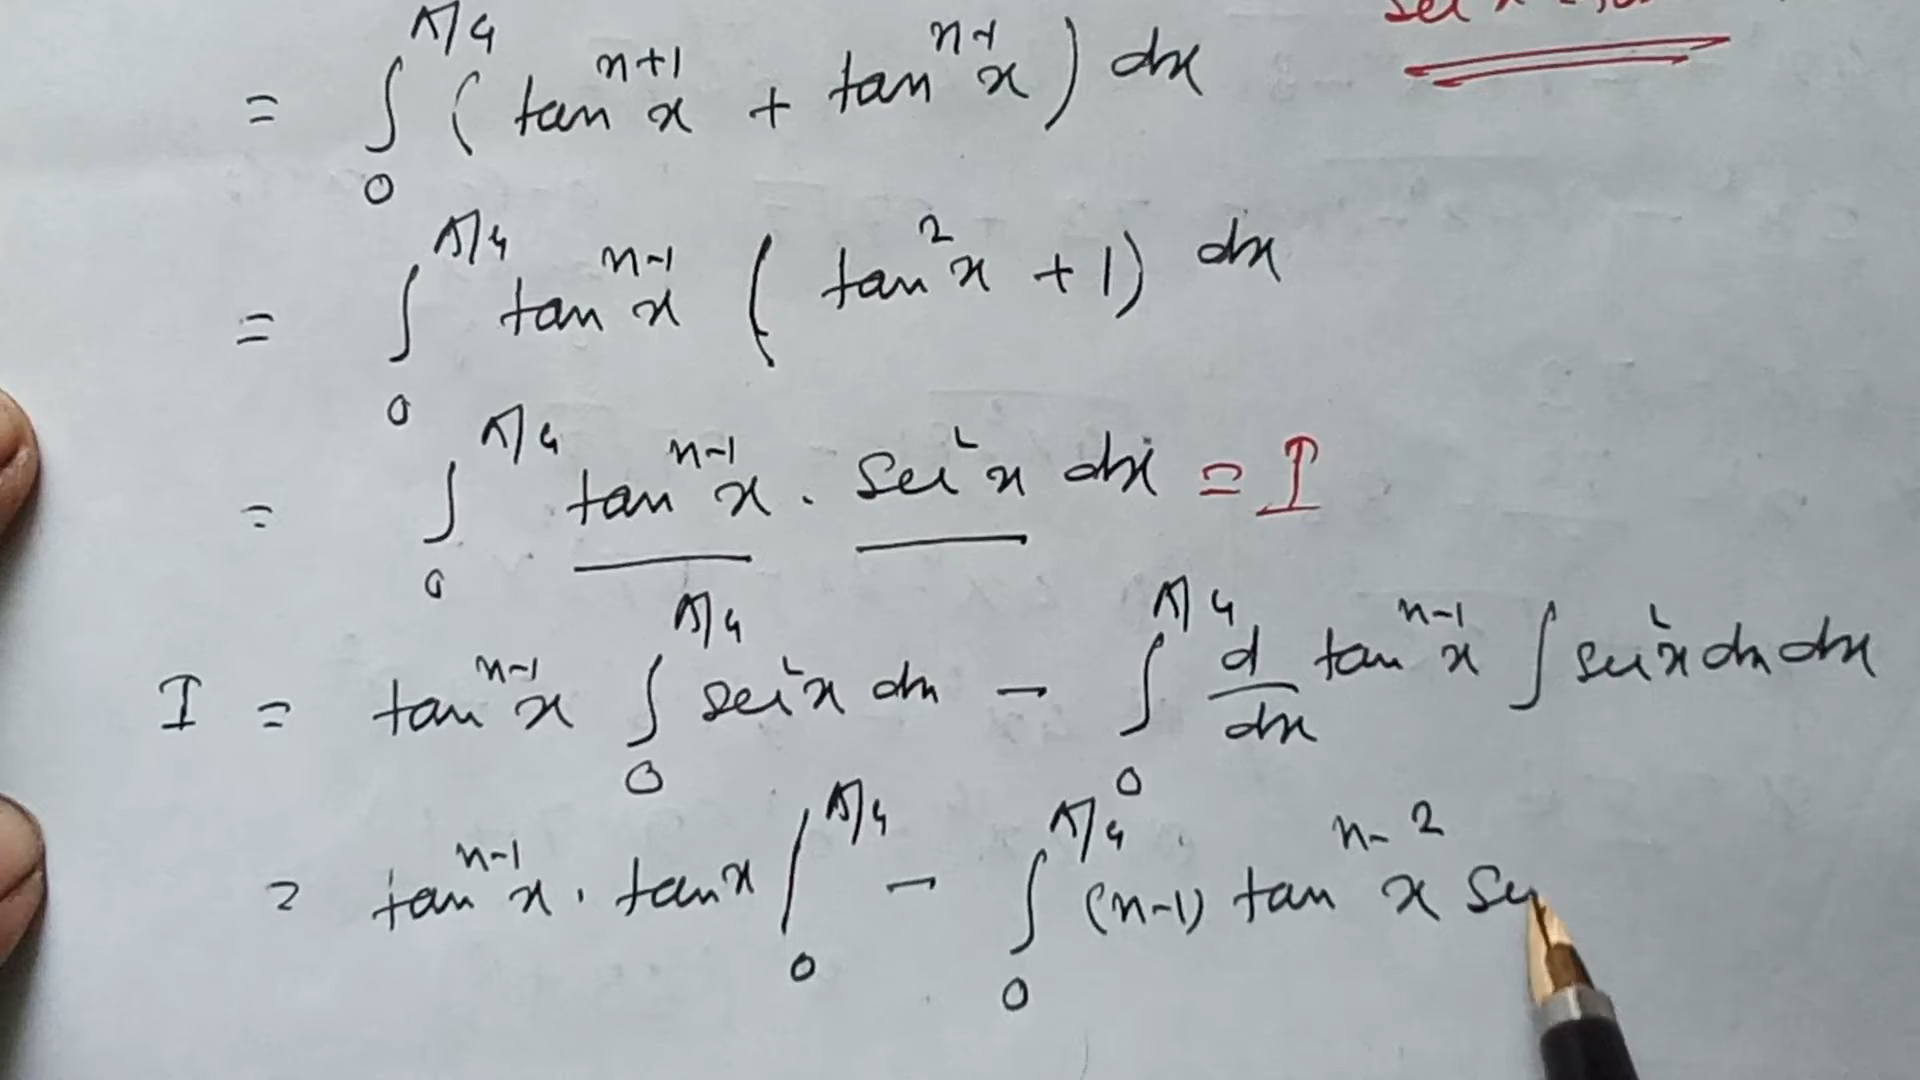 = ∫₀^{π/4} ( tan^{n+1} x + tan^{n-1} x ) dx
= ∫₀^{π/4} tan^{n-1} x ( tan² x + 1 ) dx
= ∫₀^{π/4} tan^{n-1} x . sec² x dx = I
I = tan^{n-1} x ∫₀^{π/4} sec² x dx − ∫₀^{π/4} d/dx tan^{n-1} x ∫ sec² x dx dx
= tan^{n-1} x . tan x |₀^{π/4} − ∫₀^{π/4} (n-1) tan^{n-2} x se